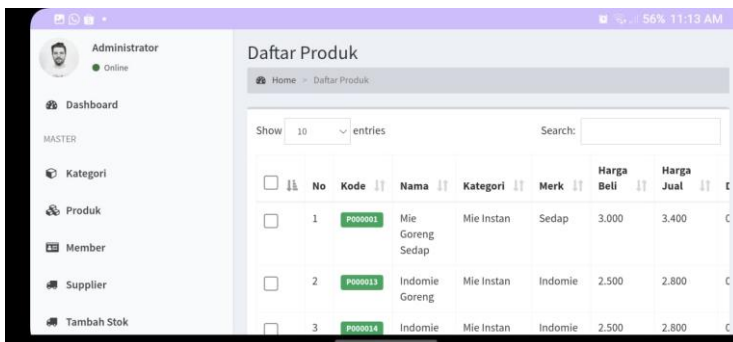 56% 11:13 AM
Administrator
Online
Dashboard
MASTER
Kategori
Produk
Member
Supplier
Tambah Stok
Daftar Produk
Home > Daftar Produk
Show 10 entries Search:
No Kode Nama Kategori Merk Harga Beli Harga Jual D
1 P000001 Mie Goreng Sedap Mie Instan Sedap 3.000 3.400
2 P000013 Indomie Goreng Mie Instan Indomie 2.500 2.800
3 P000014 Indomie Mie Instan Indomie 2.500 2.800